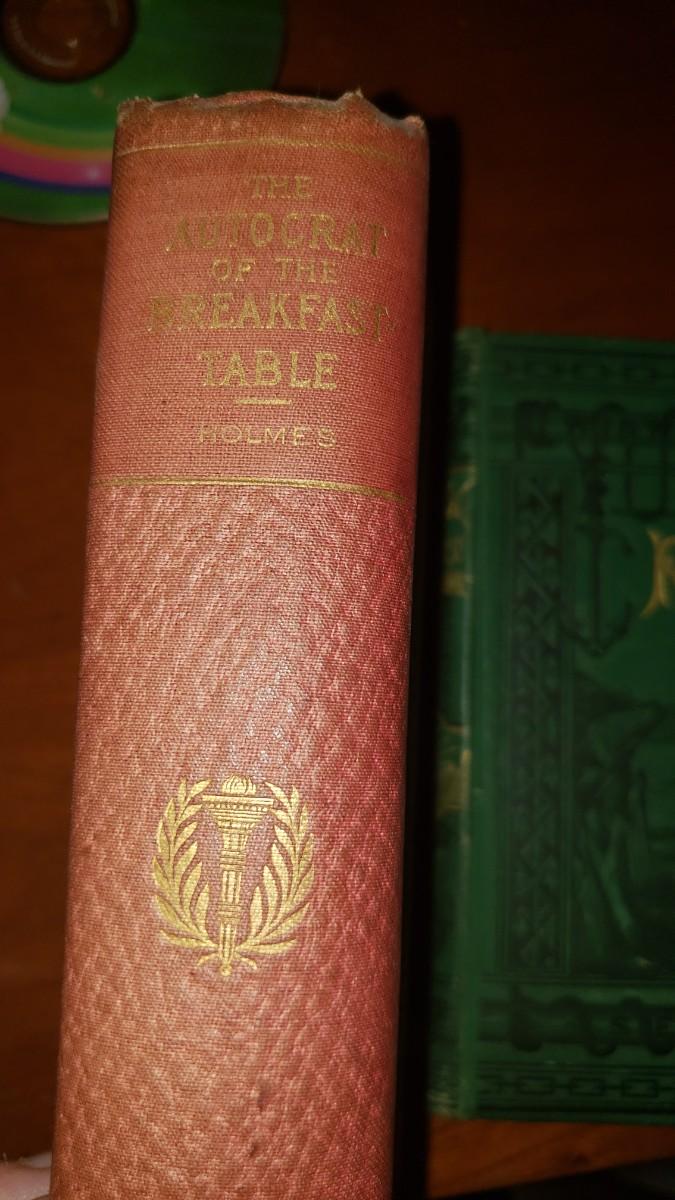 THE
AUTOCRAT
OF THE
BREAKFAST
TABLE
HOLMES